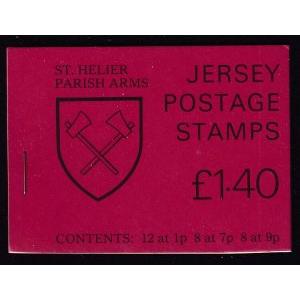 ST. HELIER
PARISH ARMS
JERSEY
POSTAGE
STAMPS
£1·40
CONTENTS: 12 at 1p 8 at 7p 8 at 9p